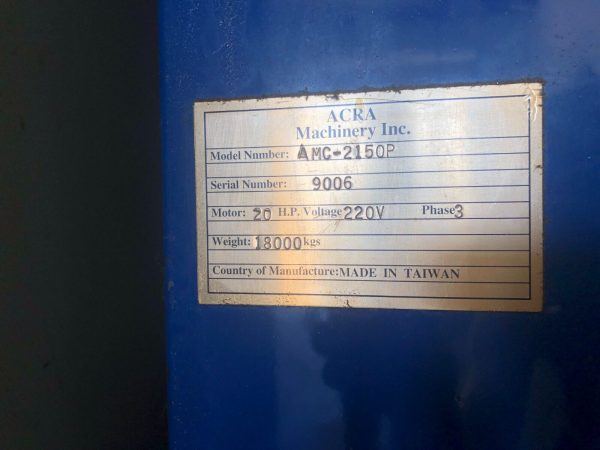 ACRA
Machinery Inc.
Model Nnmber: AMC-2150P
Serial Number: 9006
Motor: 20 H.P. Voltage 220V Phase 3
Weight: 18000 kgs
Country of Manufacture: MADE IN TAIWAN